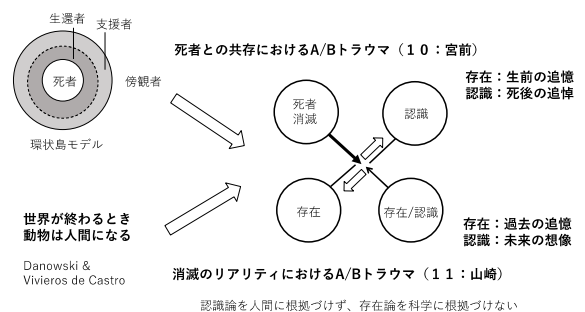 生還者
支援者
死者
傍観者
環状島モデル
死者との共存におけるA/Bトラウマ（１０：宮前）
存在：生前の追憶
認識：死後の追悼
死者
消滅
認識
存在
存在/認識
世界が終わるとき
動物は人間になる
Danowski &
Vivieros de Castro
存在：過去の追憶
認識：未来の想像
消滅のリアリティにおけるA/Bトラウマ（１１：山崎）
認識論を人間に根拠づけず、存在論を科学に根拠づけない